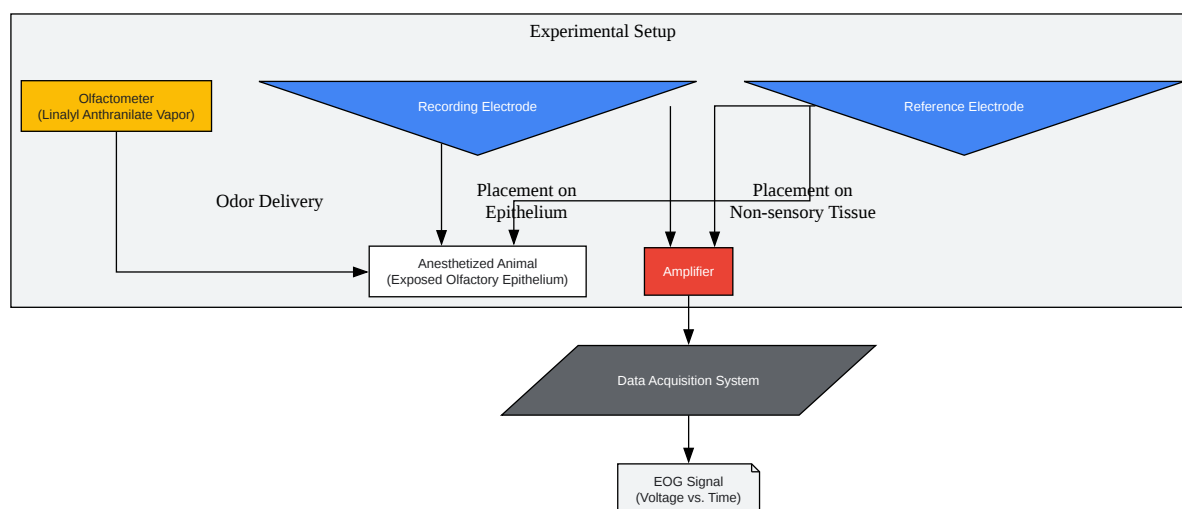 Experimental Setup
Olfactometer
(Linalyl Anthranilate Vapor)
Recording Electrode
Reference Electrode
Odor Delivery
Placement on
Epithelium
Placement on
Non-sensory Tissue
Anesthetized Animal
(Exposed Olfactory Epithelium)
Amplifier
Data Acquisition System
EOG Signal
(Voltage vs. Time)